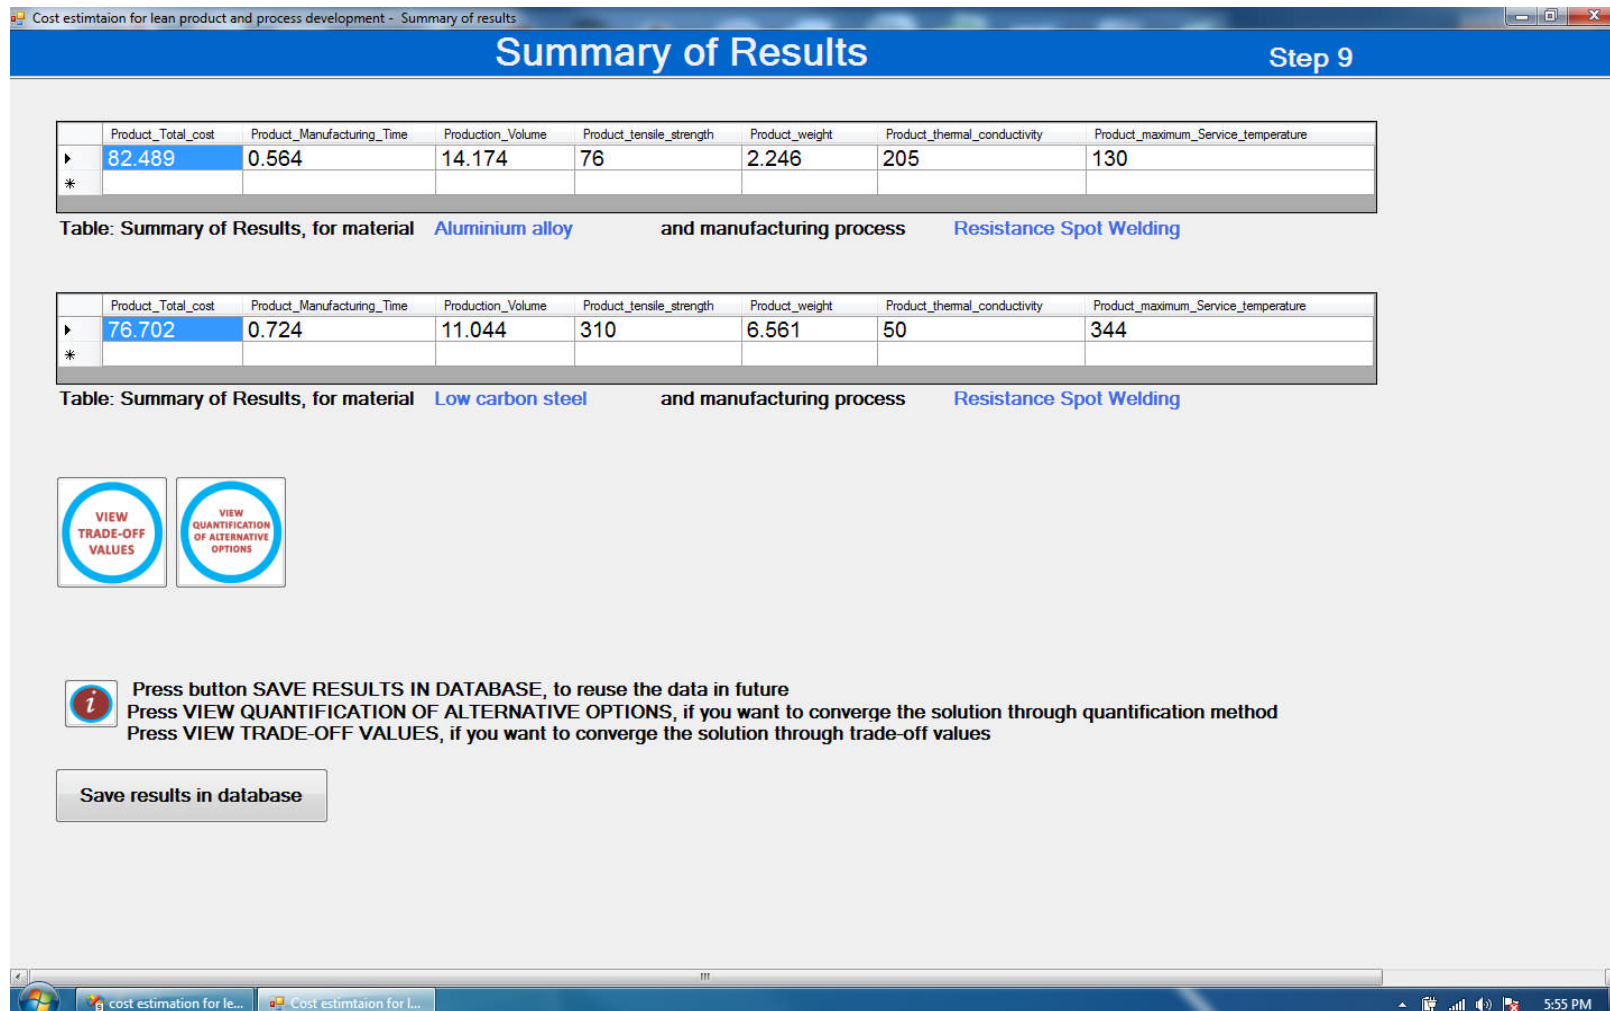 Cost estimtaion for lean product and process development - Summary of results
Summary of Results
Step 9
Product_Total_cost Product_Manufacturing_Time Production_Volume Product_tensile_strength Product_weight Product_thermal_conductivity Product_maximum_Service_temperature
82.489 0.564 14.174 76 2.246 205 130
Table: Summary of Results, for material Aluminium alloy and manufacturing process Resistance Spot Welding
Product_Total_cost Product_Manufacturing_Time Production_Volume Product_tensile_strength Product_weight Product_thermal_conductivity Product_maximum_Service_temperature
76.702 0.724 11.044 310 6.561 50 344
Table: Summary of Results, for material Low carbon steel and manufacturing process Resistance Spot Welding
VIEW
TRADE-OFF
VALUES
VIEW
QUANTIFICATION
OF ALTERNATIVE
OPTIONS
i
Press button SAVE RESULTS IN DATABASE, to reuse the data in future
Press VIEW QUANTIFICATION OF ALTERNATIVE OPTIONS, if you want to converge the solution through quantification method
Press VIEW TRADE-OFF VALUES, if you want to converge the solution through trade-off values
Save results in database
cost estimation for le... Cost estimtaion for l... 5:55 PM